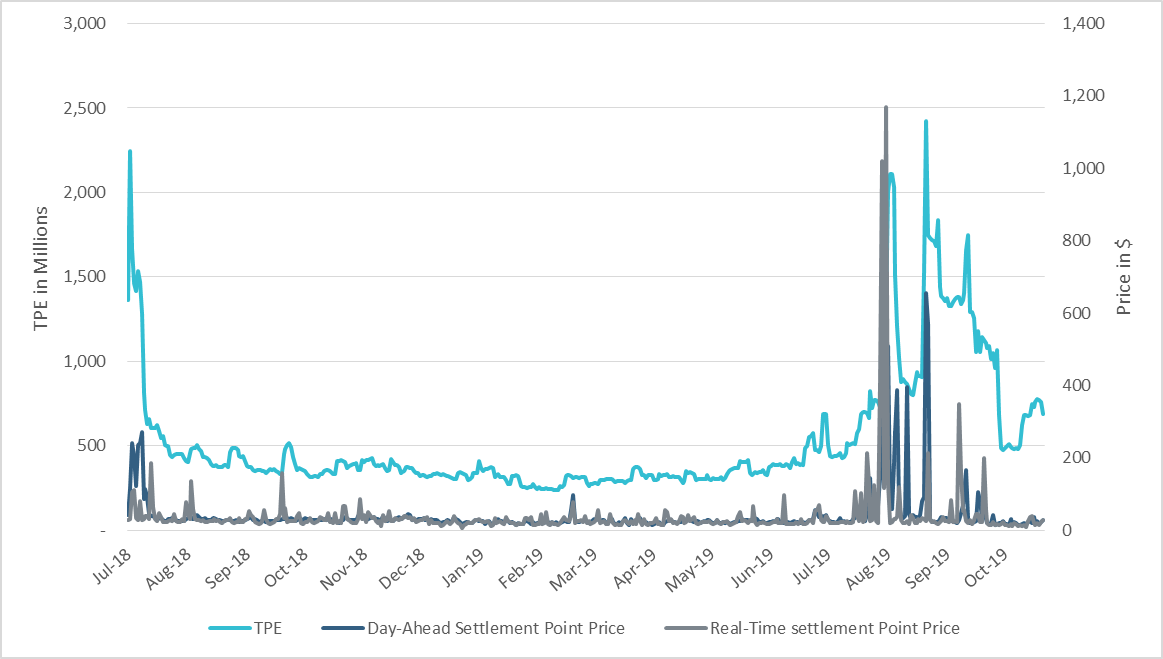 3,000
2,500
2,000
1,500
1,000
500
-
TPE in Millions
1,400
1,200
1,000
800
600
400
200
0
Price in $
Jul-18
Aug-18
Sep-18
Oct-18
Nov-18
Dec-18
Jan-19
Feb-19
Mar-19
Apr-19
May-19
Jun-19
Jul-19
Aug-19
Sep-19
Oct-19
TPE
Day-Ahead Settlement Point Price
Real-Time settlement Point Price